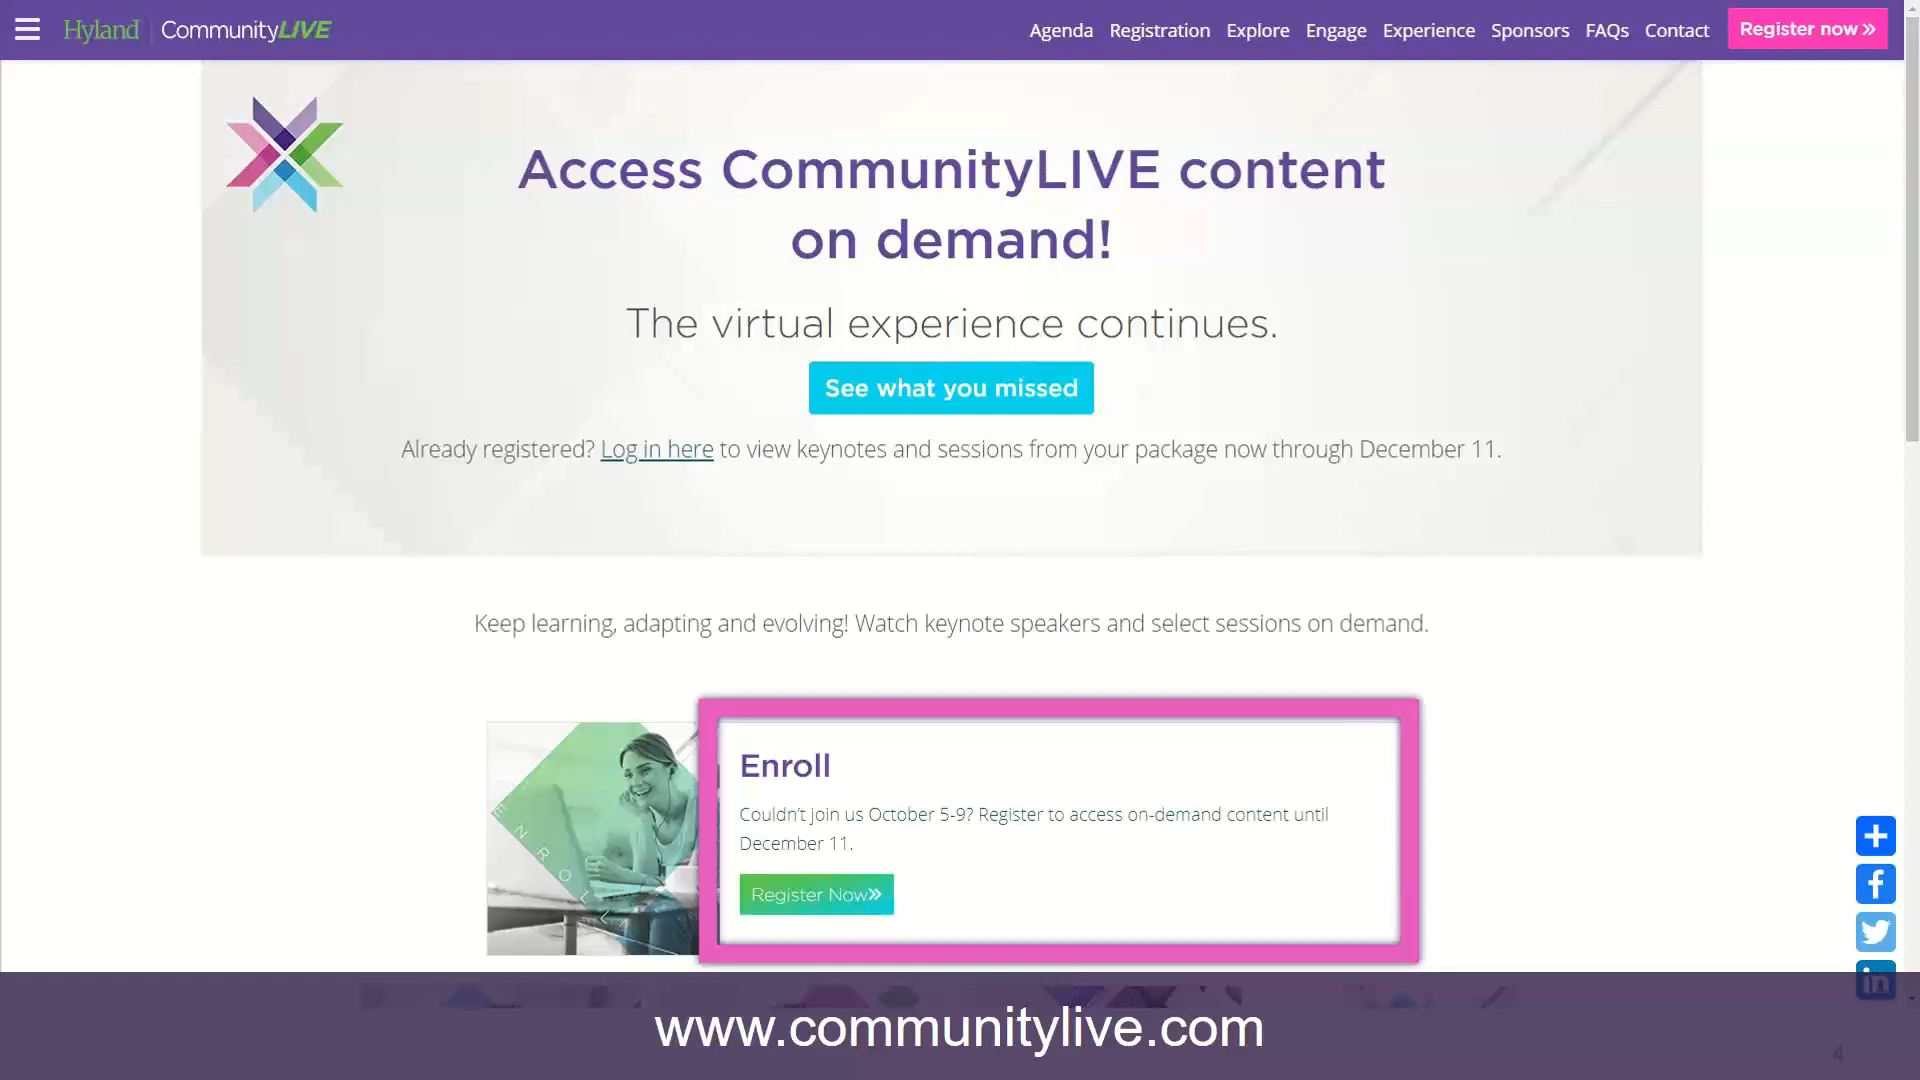 Hyland CommunityLIVE
Agenda Registration Explore Engage Experience Sponsors FAQs Contact Register now »
Access CommunityLIVE content
on demand!
The virtual experience continues.
See what you missed
Already registered? Log in here to view keynotes and sessions from your package now through December 11.
Keep learning, adapting and evolving! Watch keynote speakers and select sessions on demand.
ENROLL
Enroll
Couldn't join us October 5-9? Register to access on-demand content until
December 11.
Register Now»
in
www.communitylive.com
4